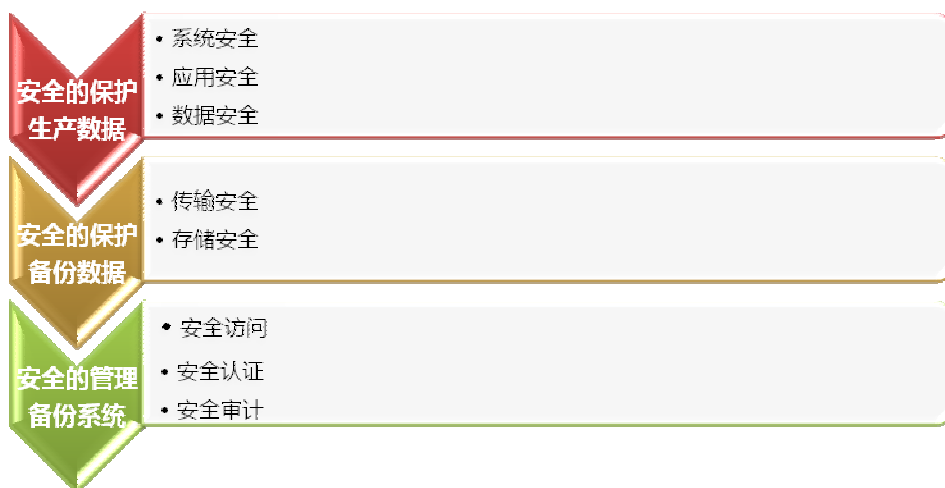 安全的保护
生产数据
• 系统安全
• 应用安全
• 数据安全
安全的保护
备份数据
• 传输安全
• 存储安全
安全的管理
备份系统
• 安全访问
• 安全认证
• 安全审计